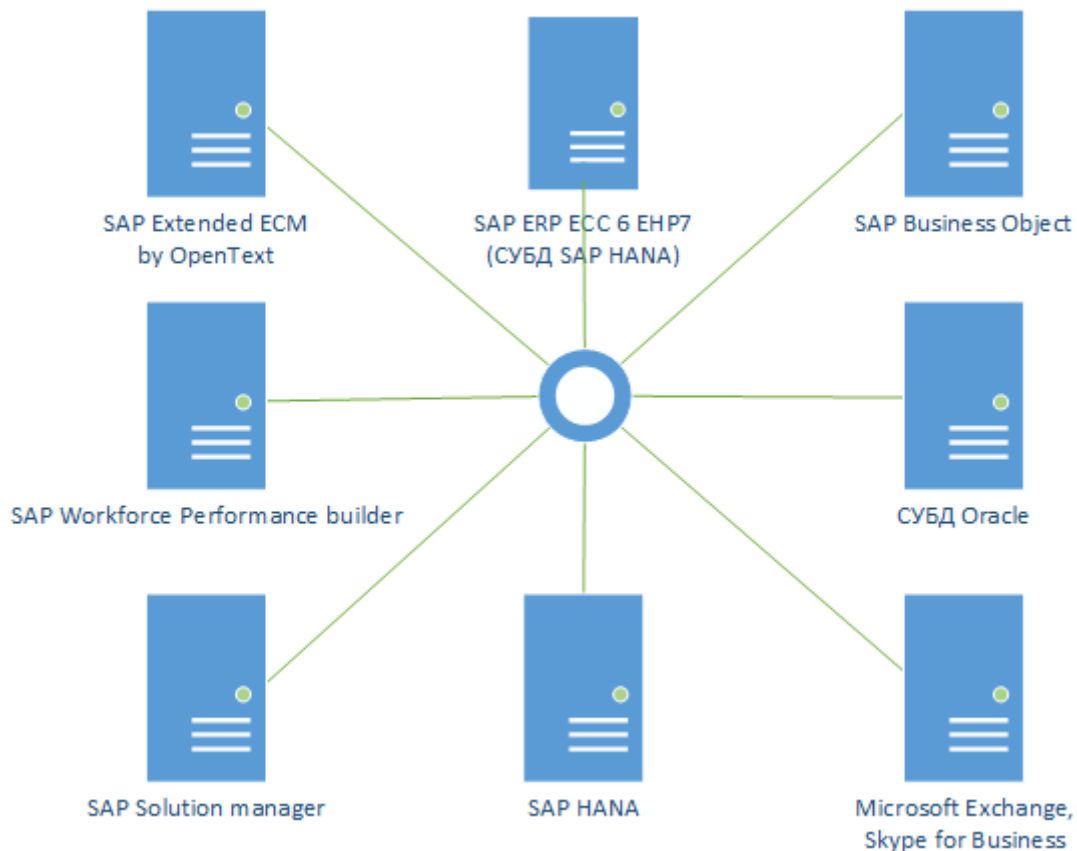 SAP Extended ECM
by OpenText
SAP ERP ECC 6 EHP7
(СУБД SAP HANA)
SAP Business Object
SAP Workforce Performance builder
СУБД Oracle
SAP Solution manager
SAP HANA
Microsoft Exchange,
Skype for Business